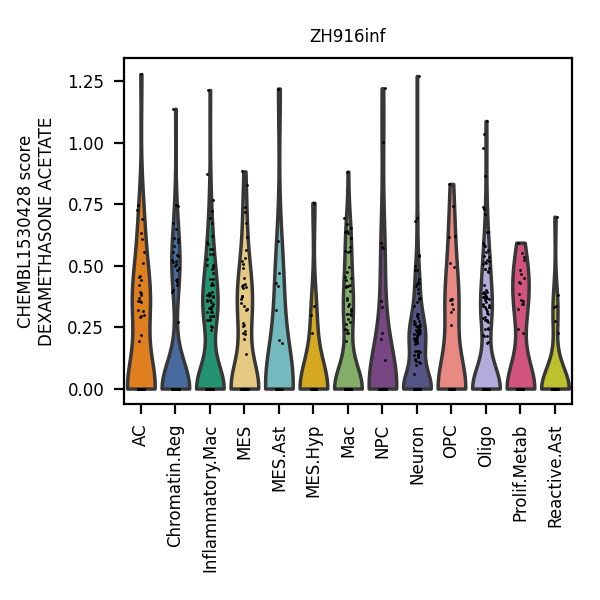 ZH916inf
CHEMBL1530428 score
DEXAMETHASONE ACETATE
1.25
1.00
0.75
0.50
0.25
0.00
AC
Chromatin.Reg
Inflammatory.Mac
MES
MES.Ast
MES.Hyp
Mac
NPC
Neuron
OPC
Oligo
Prolif.Metab
Reactive.Ast